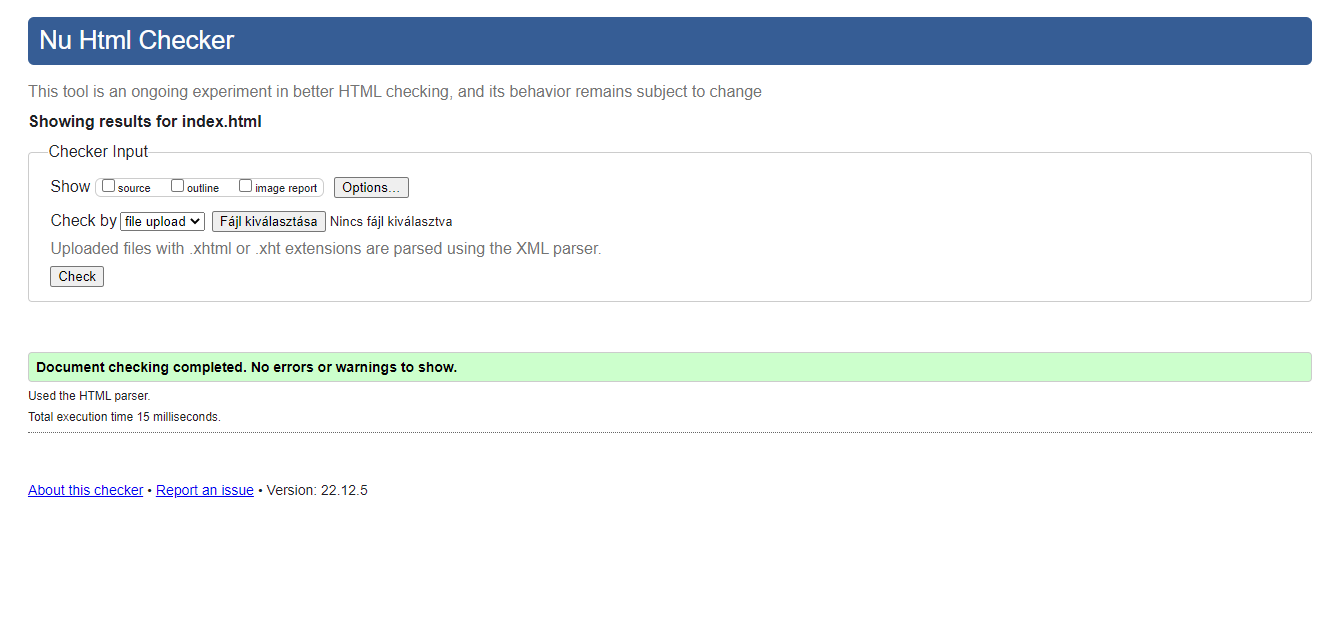 Nu Html Checker
This tool is an ongoing experiment in better HTML checking, and its behavior remains subject to change
Showing results for index.html
Checker Input
Show source outline image report Options...
Check by file upload Fájl kiválasztása Nincs fájl kiválasztva
Uploaded files with .xhtml or .xht extensions are parsed using the XML parser.
Check
Document checking completed. No errors or warnings to show.
Used the HTML parser.
Total execution time 15 milliseconds.
About this checker • Report an issue • Version: 22.12.5